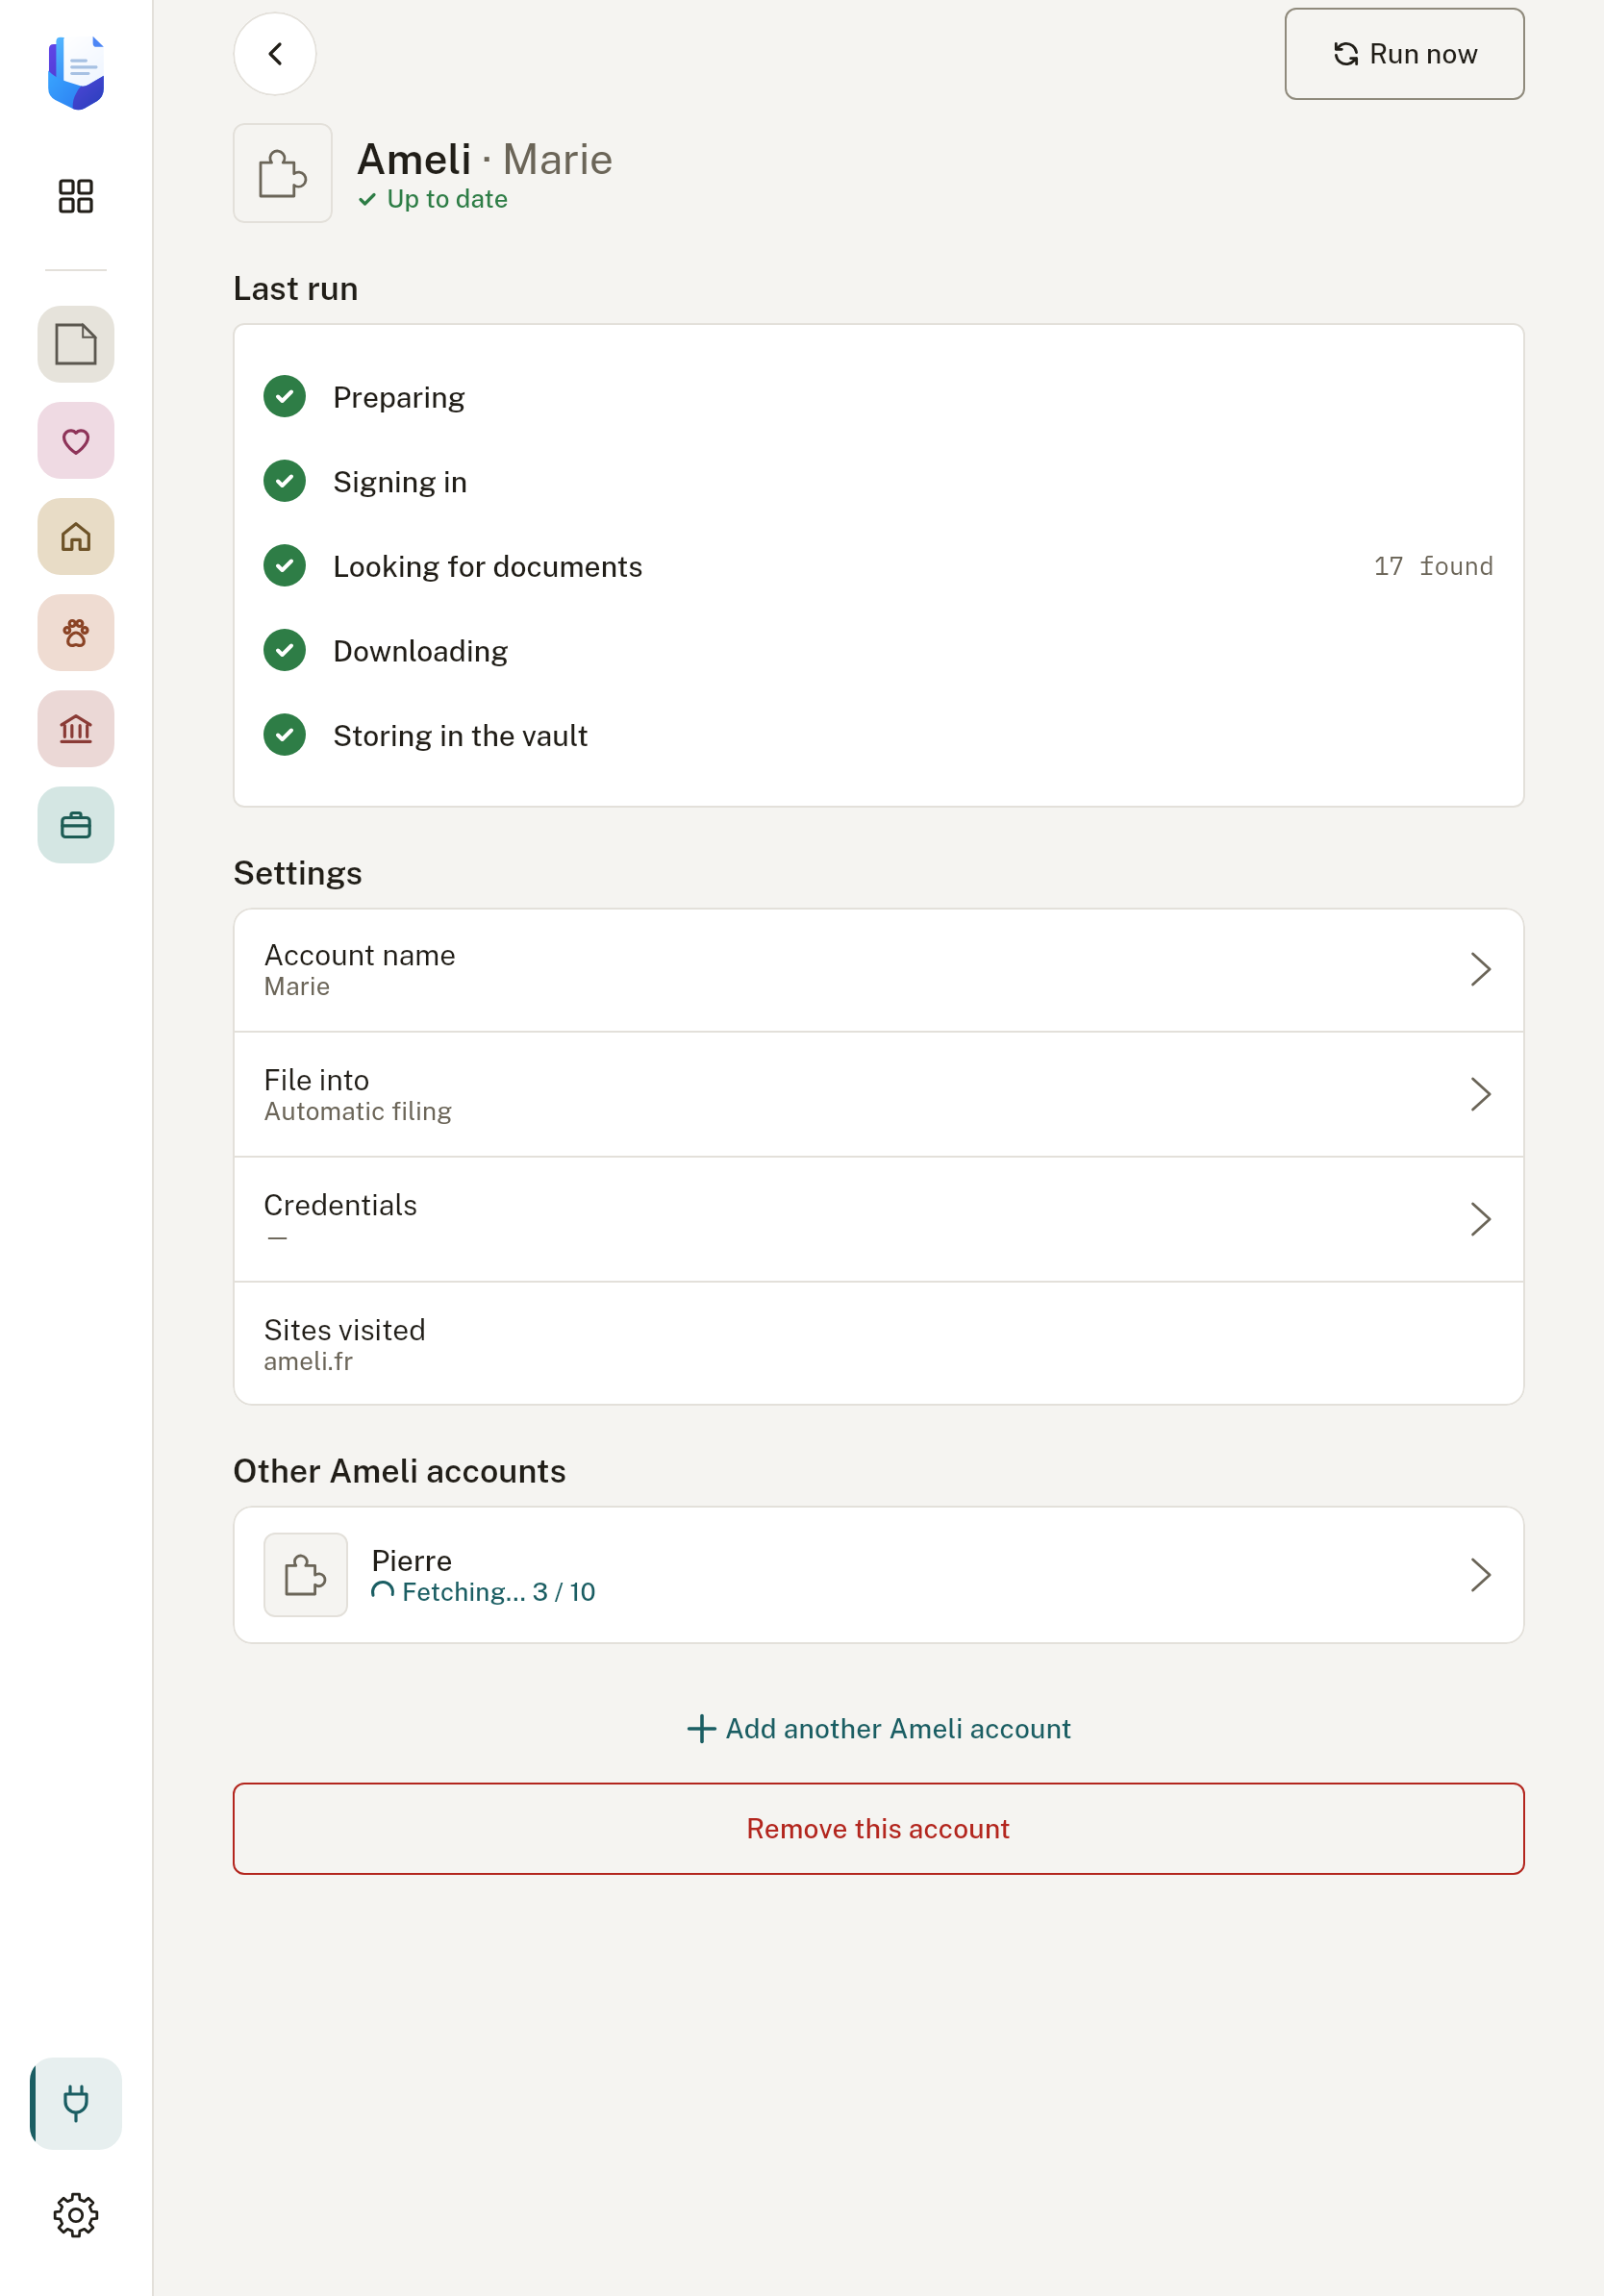 Run now
Ameli · Marie
Up to date
Last run
Preparing
Signing in
Looking for documents
17 found
Downloading
Storing in the vault
Settings
Account name
Marie
File into
Automatic filing
Credentials
—
Sites visited
ameli.fr
Other Ameli accounts
Pierre
Fetching... 3 / 10
Add another Ameli account
Remove this account